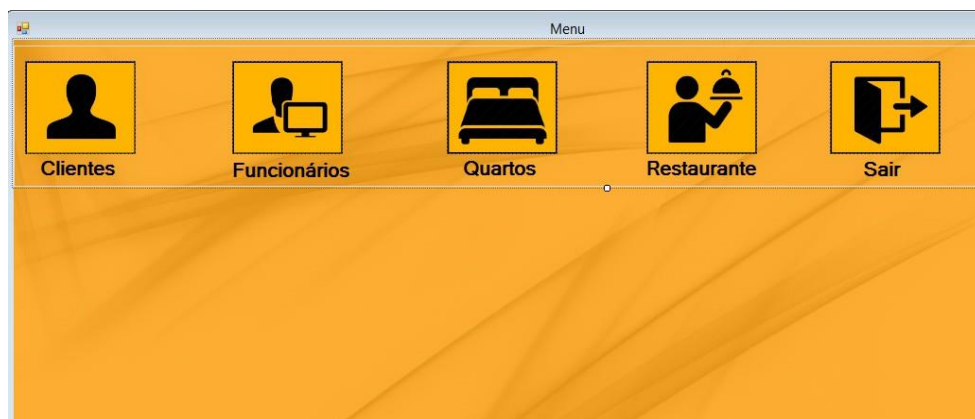 Menu
Clientes
Funcionários
Quartos
Restaurante
Sair